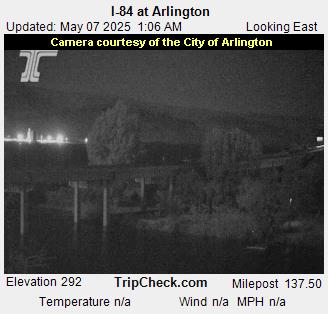 I-84 at Arlington
Updated: May 07 2025 1:06 AM Looking East
Camera courtesy of the City of Arlington
Elevation 292 TripCheck.com Milepost 137.50
Temperature n/a Wind n/a MPH n/a